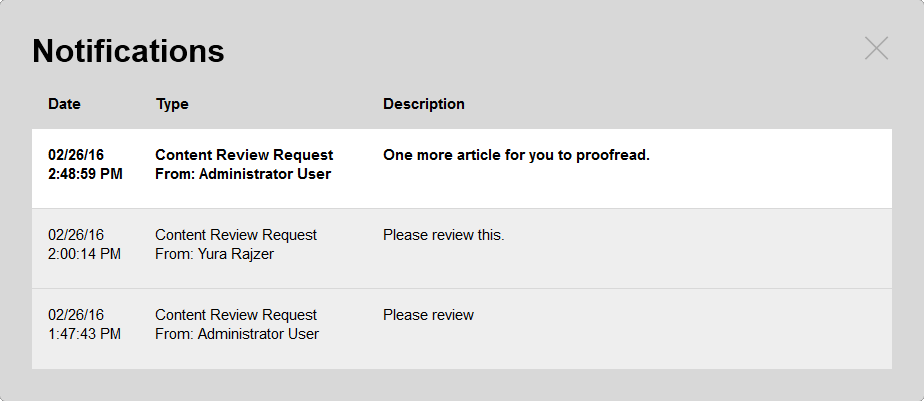 Notifications
Date Type Description
02/26/16 Content Review Request One more article for you to proofread.
2:48:59 PM From: Administrator User
02/26/16 Content Review Request Please review this.
2:00:14 PM From: Yura Rajzer
02/26/16 Content Review Request Please review
1:47:43 PM From: Administrator User